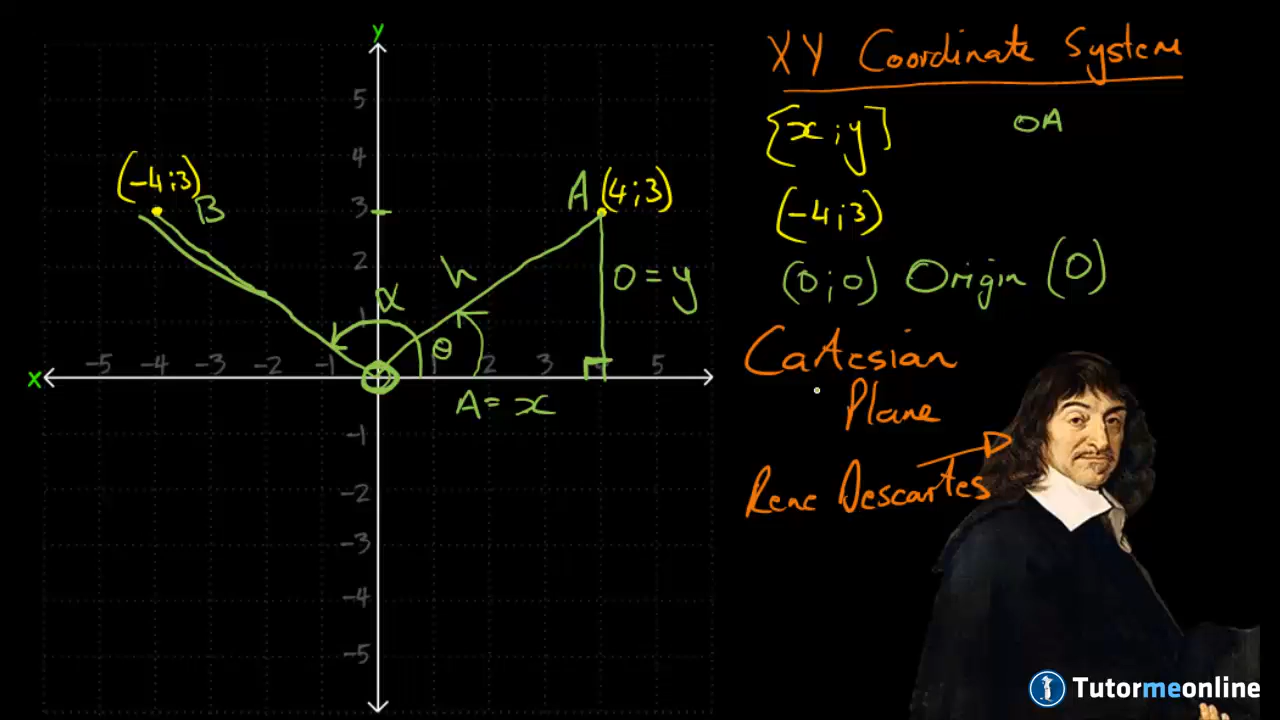 XY Coordinate System
[x;y]
OA
(-4;3)
(0;0) Origin (0)
Cartesian
Plane
Rene Descartes
y
5
4
(-4;3)
B
A (4;3)
3
2
h
O = y
α
1
θ
-5 -4 -3 -2 -1 1 2 3 4 5
x
A = x
-1
-2
-3
-4
-5
Tutormeonline